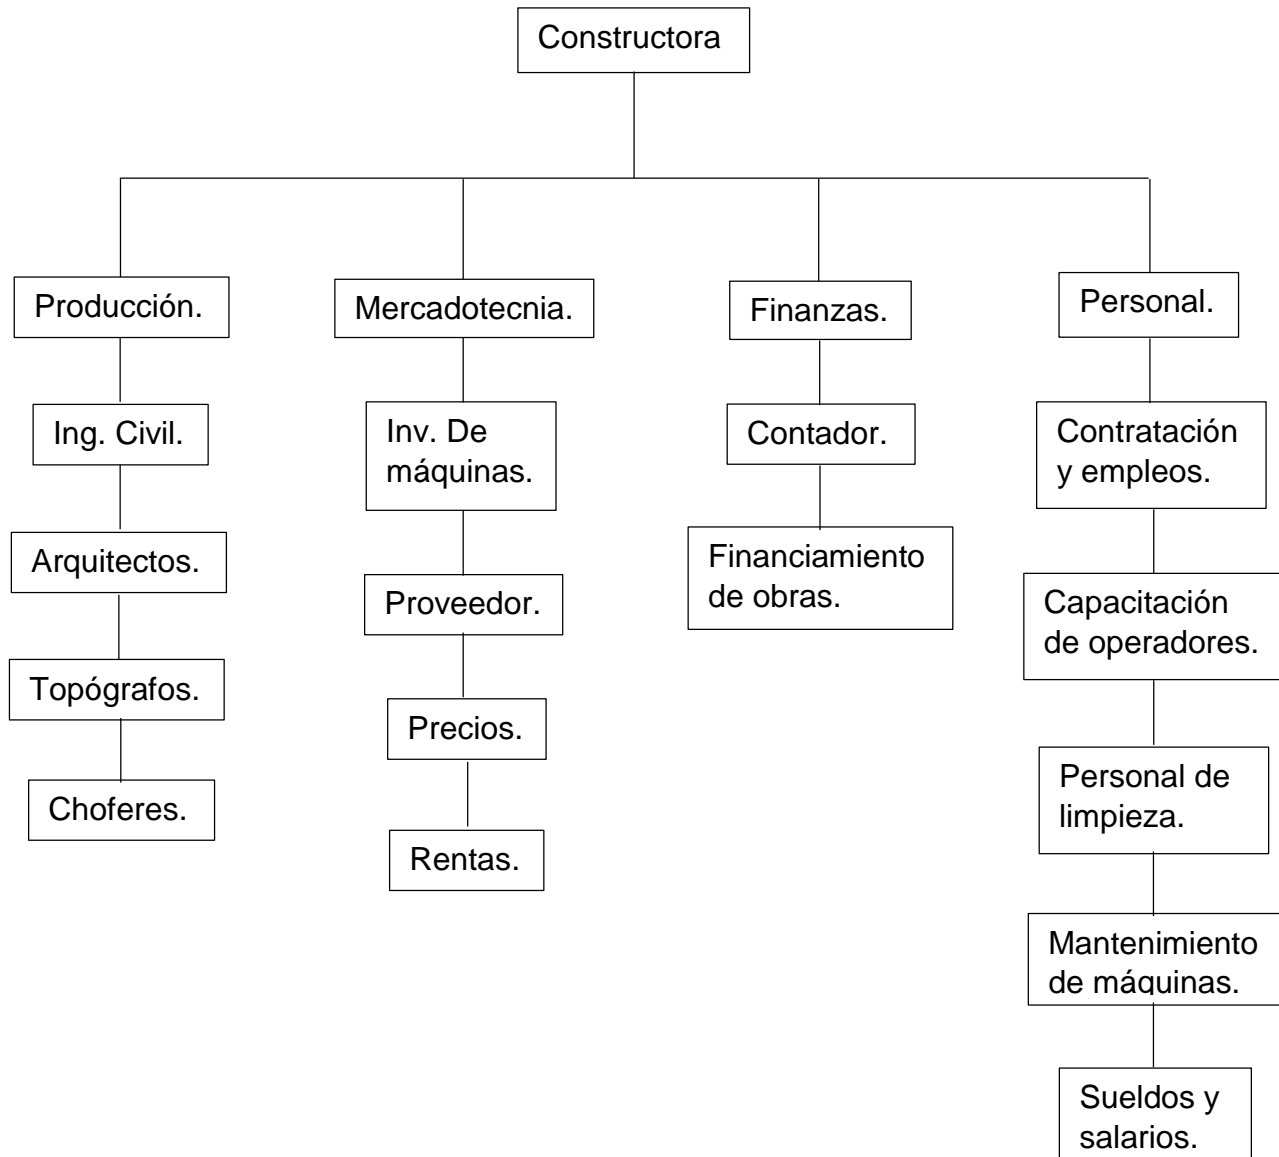 Constructora
Producción.
Mercadotecnia.
Finanzas.
Personal.
Ing. Civil.
Inv. De
máquinas.
Contador.
Contratación
y empleos.
Arquitectos.
Proveedor.
Financiamiento
de obras.
Capacitación
de operadores.
Topógrafos.
Precios.
Personal de
limpieza.
Choferes.
Rentas.
Mantenimiento
de máquinas.
Sueldos y
salarios.